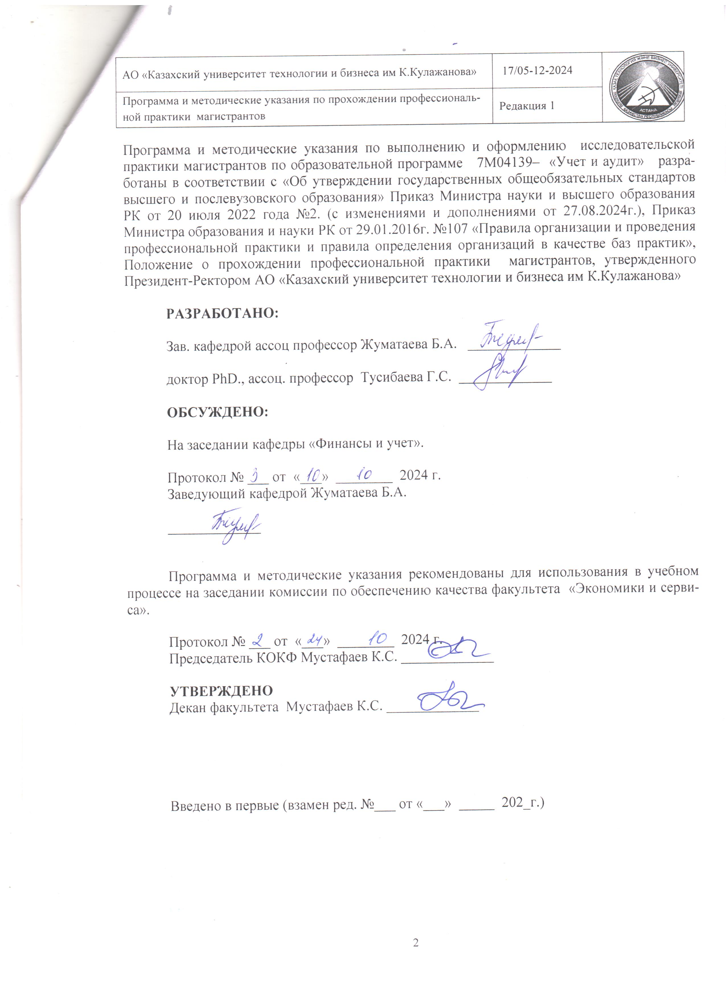 АО «Казахский университет технологии и бизнеса им К.Кулажанова»
17/05-12-2024
Программа и методические указания по прохождении профессиональ-
ной практики магистрантов
Редакция 1
ҚАЗАҚ ТЕХНОЛОГИЯ ЖӘНЕ БИЗНЕС УНИВЕРСИТЕТІ
АСТАНА
ҚАЗАҚСТАН РЕСПУБЛИКАСЫ
Программа и методические указания по выполнению и оформлению исследовательской
практики магистрантов по образовательной программе 7М04139– «Учет и аудит» разра-
ботаны в соответствии с «Об утверждении государственных общеобязательных стандартов
высшего и послевузовского образования» Приказ Министра науки и высшего образования
РК от 20 июля 2022 года №2. (с изменениями и дополнениями от 27.08.2024г.), Приказ
Министра образования и науки РК от 29.01.2016г. №107 «Правила организации и проведения
профессиональной практики и правила определения организаций в качестве баз практик»,
Положение о прохождении профессиональной практики магистрантов, утвержденного
Президент-Ректором АО «Казахский университет технологии и бизнеса им К.Кулажанова»
РАЗРАБОТАНО:
Зав. кафедрой ассоц профессор Жуматаева Б.А. _____________
доктор PhD., ассоц. профессор Тусибаева Г.С. _____________
ОБСУЖДЕНО:
На заседании кафедры «Финансы и учет».
Протокол № 3 от «10» 10 2024 г.
Заведующий кафедрой Жуматаева Б.А.
_____________
Программа и методические указания рекомендованы для использования в учебном
процессе на заседании комиссии по обеспечению качества факультета «Экономики и серви-
са».
Протокол № 2 от «24» 10 2024 г.
Председатель КОКФ Мустафаев К.С. _____________
УТВЕРЖДЕНО
Декан факультета Мустафаев К.С. _____________
Введено в первые (взамен ред. №___ от «___» _____ 202_г.)
2